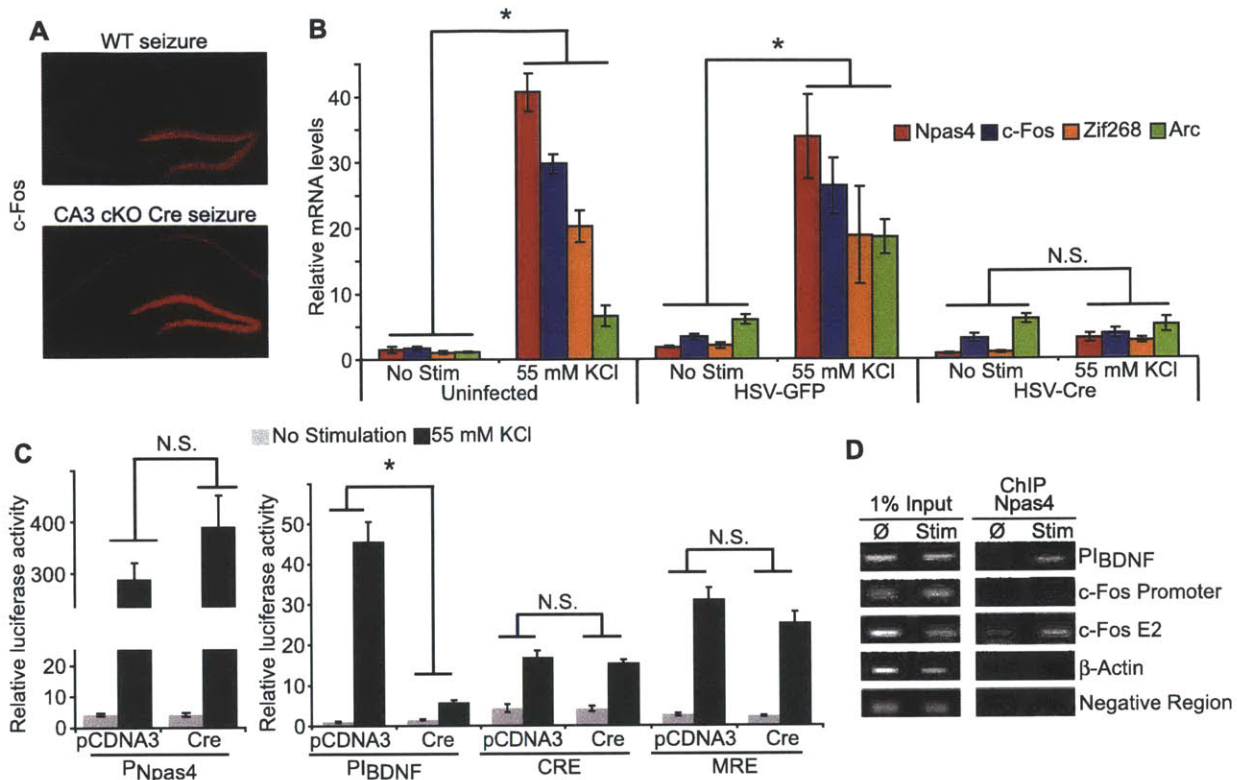 A
WT seizure
c-Fos
CA3 cKO Cre seizure
B
*
*
N.S.
Relative mRNA levels
40
30
20
10
0
Npas4 c-Fos Zif268 Arc
No Stim 55 mM KCl No Stim 55 mM KCl No Stim 55 mM KCl
Uninfected HSV-GFP HSV-Cre
C
No Stimulation 55 mM KCl
N.S.
Relative luciferase activity
400
300
20
10
0
pCDNA3 Cre
PNpas4
*
N.S.
N.S.
Relative luciferase activity
50
40
30
20
10
0
pCDNA3 Cre pCDNA3 Cre pCDNA3 Cre
PIBDNF CRE MRE
D
1% Input ChIP Npas4
Ø Stim Ø Stim
PIBDNF
c-Fos Promoter
c-Fos E2
β-Actin
Negative Region